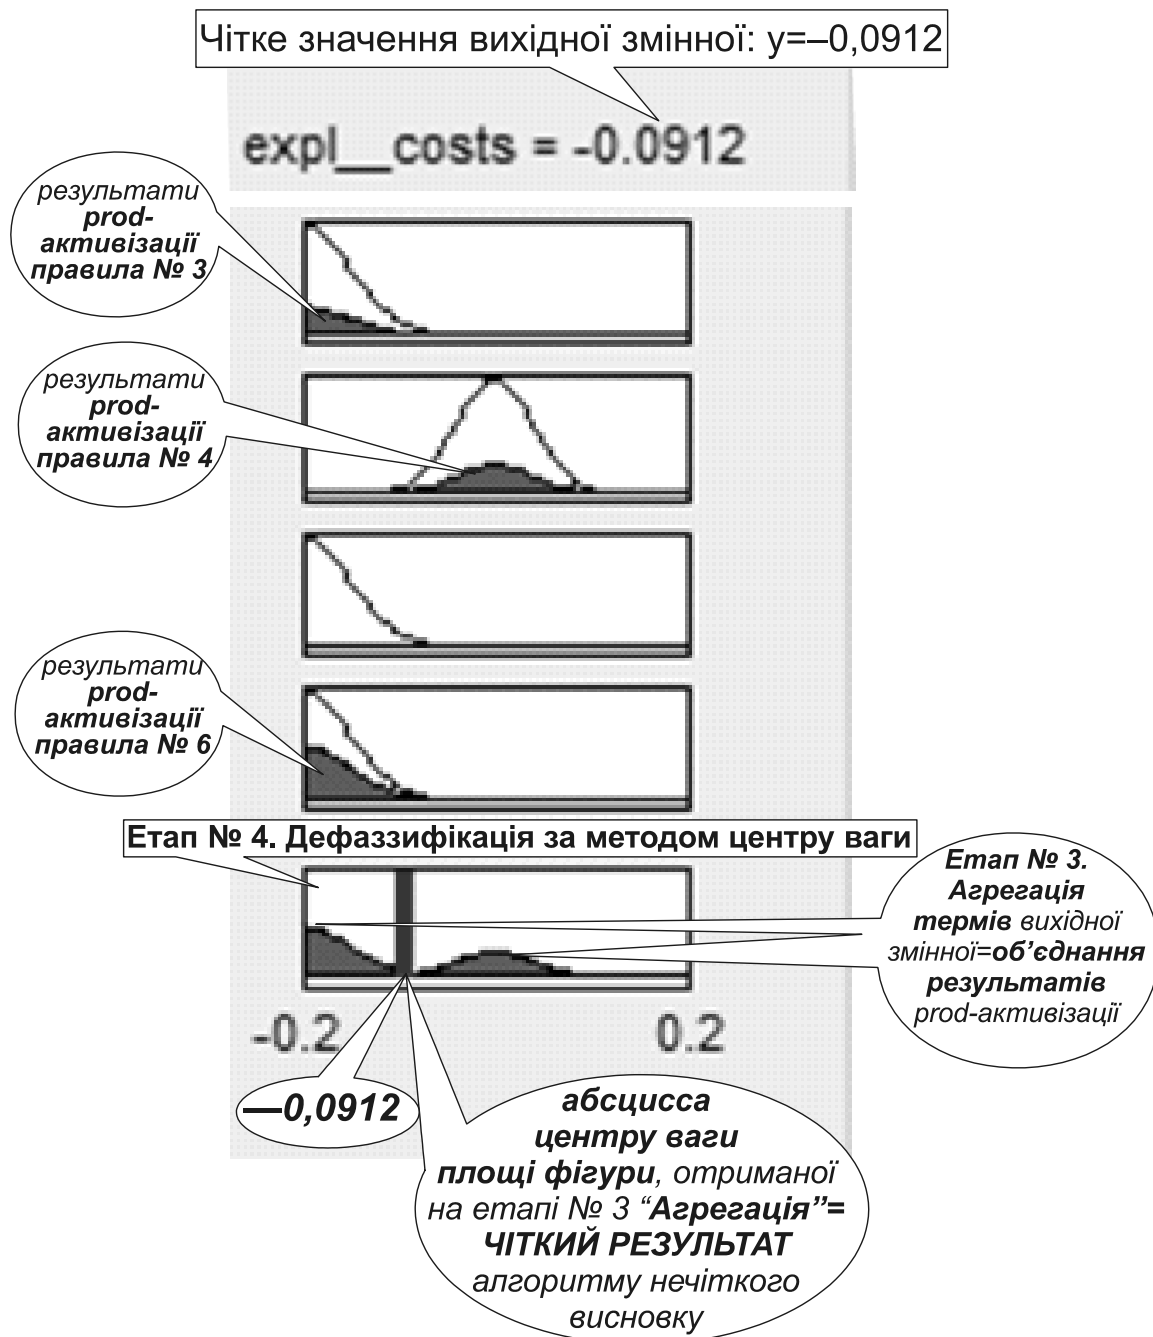 Чітке значення вихідної змінної: y=–0,0912
expl__costs = -0.0912
результати
prod-
активізації
правила № 3
результати
prod-
активізації
правила № 4
результати
prod-
активізації
правила № 6
Етап № 4. Дефаззифікація за методом центру ваги
Етап № 3.
Агрегація
термів вихідної
змінної=об’єднання
результатів
prod-активізації
-0.2
0.2
—0,0912
абсцисса
центру ваги
площі фігури, отриманої
на етапі № 3 “Агрегація”=
ЧІТКИЙ РЕЗУЛЬТАТ
алгоритму нечіткого
висновку